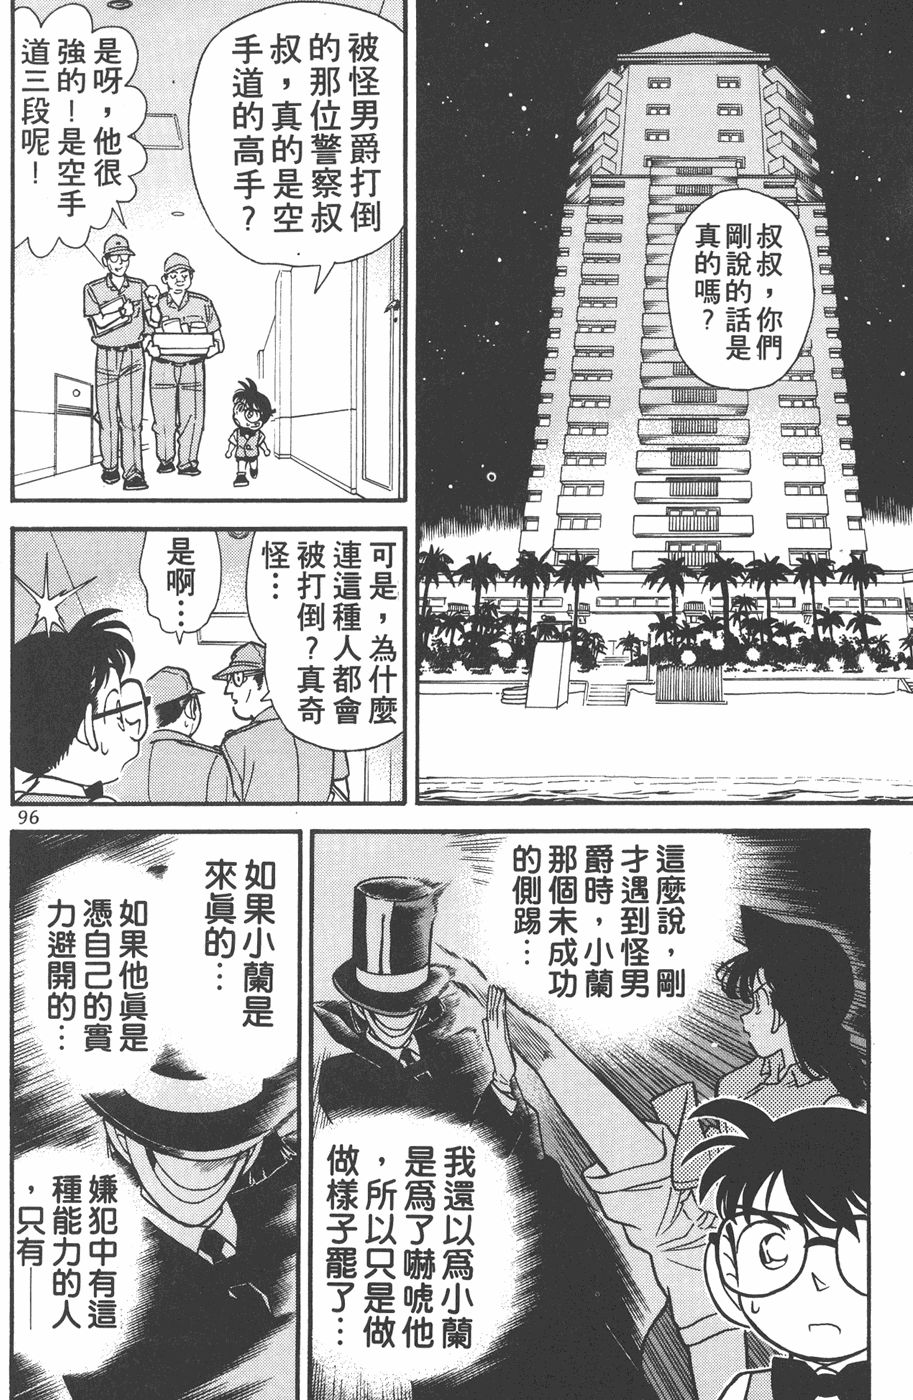 叔叔，你們
剛說的話是
真的嗎？
被怪男爵打倒
的那位警察叔
叔，真的是空
手道的高手？
是呀，他很
強的！是空手
道三段呢！
可是，為什麼
連這種人都會
被打倒？真奇
怪…
是啊…
96
這麼說，剛
才遇到怪男
爵時，小蘭
那個未成功
的側踢…
我還以為小蘭
是為了嚇唬他
，所以只是做
做樣子罷了…
如果小蘭是
來眞的…
如果他眞是
憑自己的實
力避開的…
嫌犯中有這
種能力的人
，只有——